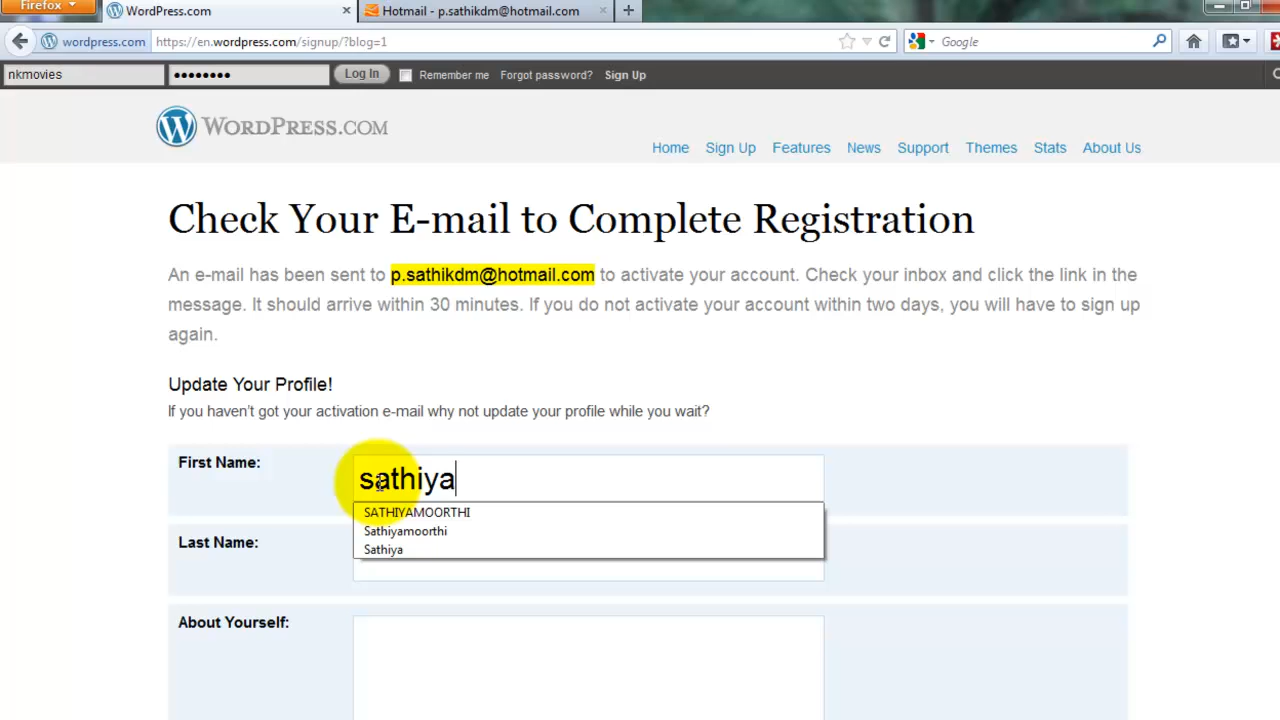 Firefox
WordPress.com
Hotmail - p.sathikdm@hotmail.com
wordpress.com
https://en.wordpress.com/signup/?blog=1
Google
nkmovies
Log In
Remember me
Forgot password?
Sign Up
WORDPRESS.COM
Home
Sign Up
Features
News
Support
Themes
Stats
About Us
Check Your E-mail to Complete Registration
An e-mail has been sent to p.sathikdm@hotmail.com to activate your account. Check your inbox and click the link in the
message. It should arrive within 30 minutes. If you do not activate your account within two days, you will have to sign up
again.
Update Your Profile!
If you haven't got your activation e-mail why not update your profile while you wait?
First Name:
sathiya
SATHIYAMOORTHI
Sathiyamoorthi
Sathiya
Last Name:
About Yourself: